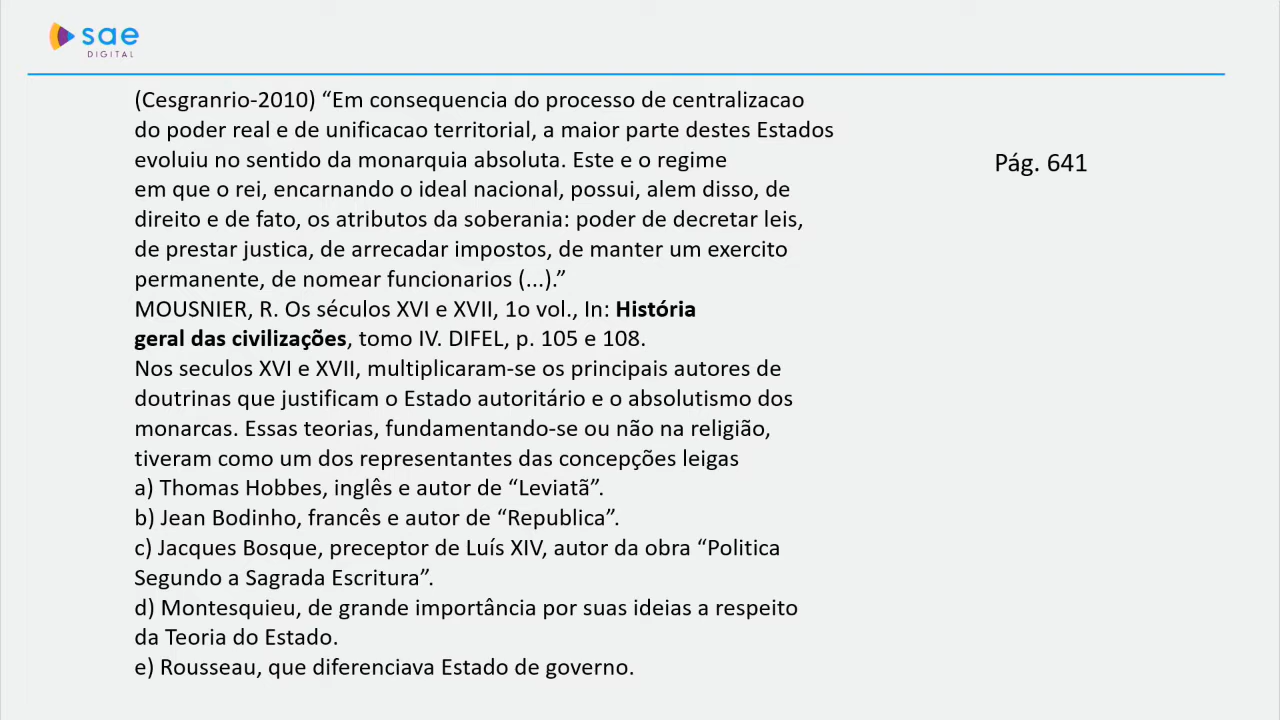 sae
DIGITAL
(Cesgranrio-2010) “Em consequencia do processo de centralizacao
do poder real e de unificacao territorial, a maior parte destes Estados
evoluiu no sentido da monarquia absoluta. Este e o regime
em que o rei, encarnando o ideal nacional, possui, alem disso, de
direito e de fato, os atributos da soberania: poder de decretar leis,
de prestar justica, de arrecadar impostos, de manter um exercito
permanente, de nomear funcionarios (...).”
MOUSNIER, R. Os séculos XVI e XVII, 1o vol., In: História
geral das civilizações, tomo IV. DIFEL, p. 105 e 108.
Nos seculos XVI e XVII, multiplicaram-se os principais autores de
doutrinas que justificam o Estado autoritário e o absolutismo dos
monarcas. Essas teorias, fundamentando-se ou não na religião,
tiveram como um dos representantes das concepções leigas
a) Thomas Hobbes, inglês e autor de “Leviatã”.
b) Jean Bodinho, francês e autor de “Republica”.
c) Jacques Bosque, preceptor de Luís XIV, autor da obra “Politica
Segundo a Sagrada Escritura”.
d) Montesquieu, de grande importância por suas ideias a respeito
da Teoria do Estado.
e) Rousseau, que diferenciava Estado de governo.
Pág. 641